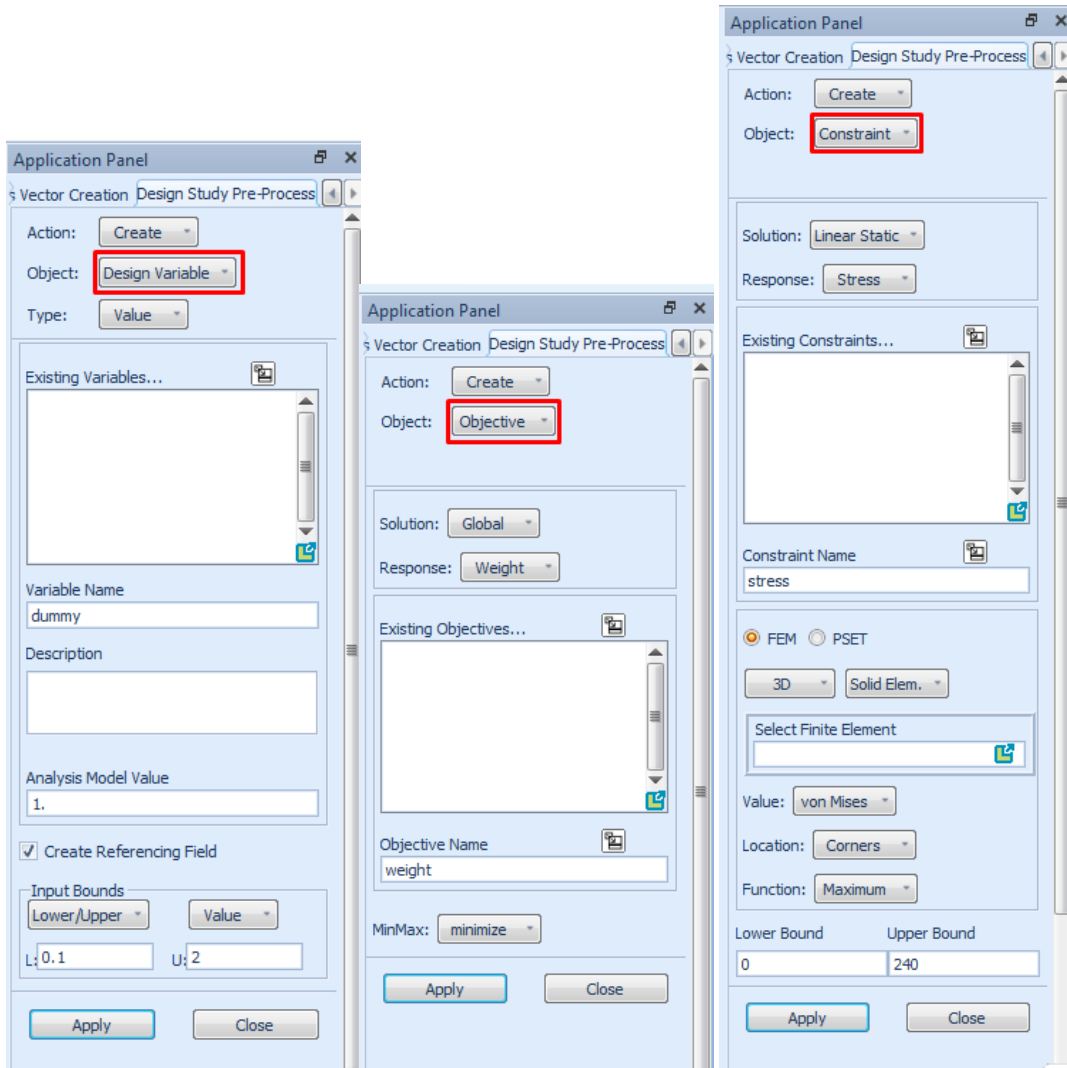 Application Panel
s Vector Creation Design Study Pre-Process
Action: Create
Object: Design Variable
Type: Value
Existing Variables...
Variable Name
dummy
Description
Analysis Model Value
1.
Create Referencing Field
Input Bounds
Lower/Upper Value
L: 0.1 U: 2
Apply Close
Application Panel
s Vector Creation Design Study Pre-Process
Action: Create
Object: Objective
Solution: Global
Response: Weight
Existing Objectives...
Objective Name
weight
MinMax: minimize
Apply Close
Application Panel
s Vector Creation Design Study Pre-Process
Action: Create
Object: Constraint
Solution: Linear Static
Response: Stress
Existing Constraints...
Constraint Name
stress
FEM PSET
3D Solid Elem.
Select Finite Element
Value: von Mises
Location: Corners
Function: Maximum
Lower Bound Upper Bound
0 240
Apply Close